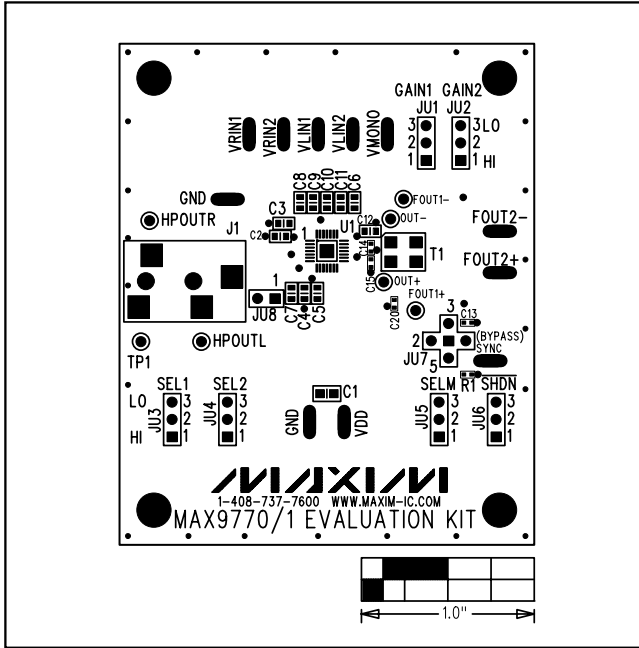 GAIN1 GAIN2
JU1 JU2
3 3 LO
2 2
1 1 HI
VRIN1 VRIN2 VLIN1 VLIN2 VMONO
GND
C8 C9 C10 C11 C6
HPOUTR
C3
C2
1
U1
C12
FOUT1-
OUT-
FOUT2-
J1
C14
C15
T1
FOUT2+
OUT+
1
JU8
C7 C4 C5
C20
FOUT1+
3
C13
2
(BYPASS)
SYNC
JU7
5
HPOUTL
TP1
R1
SEL1 SEL2 C1 SELM SHDN
LO 3 3 3 3
JU3 2 JU4 2 GND VDD JU5 2 JU6 2
HI 1 1 1 1
MAXIM
1-408-737-7600 WWW.MAXIM-IC.COM
MAX9770/1 EVALUATION KIT
1.0"